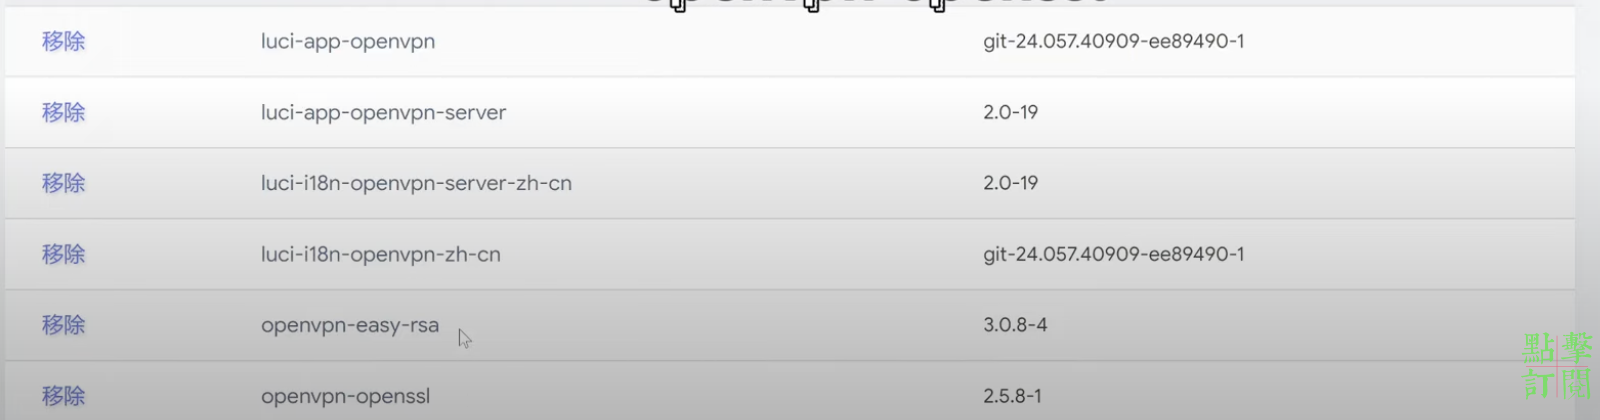 移除 luci-app-openvpn git-24.057.40909-ee89490-1
移除 luci-app-openvpn-server 2.0-19
移除 luci-i18n-openvpn-server-zh-cn 2.0-19
移除 luci-i18n-openvpn-zh-cn git-24.057.40909-ee89490-1
移除 openvpn-easy-rsa 3.0.8-4
移除 openvpn-openssl 2.5.8-1
點擊
訂閱